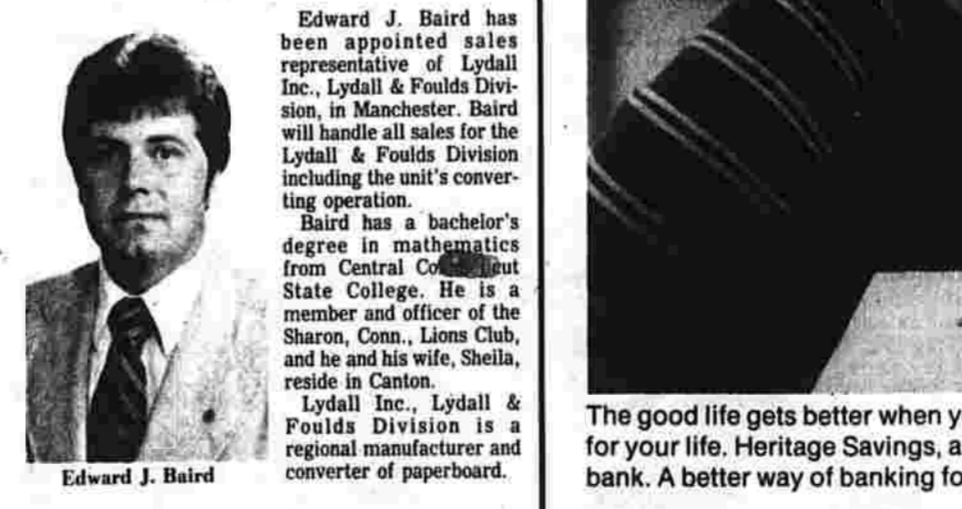 Edward J. Baird has
been appointed sales
representative of Lydall
Inc., Lydall & Foulds Divi-
sion, in Manchester. Baird
will handle all sales for the
Lydall & Foulds Division
including the unit's conver-
ting operation.
Baird has a bachelor's
degree in mathematics
from Central
State College. He is a
member and officer of the
Sharon, Conn., Lions Club,
and he and his wife, Sheila,
reside in Canton.
Lydall Inc., Lydall &
Foulds Division is a
regional manufacturer and
converter of paperboard.
Edward J. Baird
The good life gets better when y
for your life. Heritage Savings, a
bank. A better way of banking fo